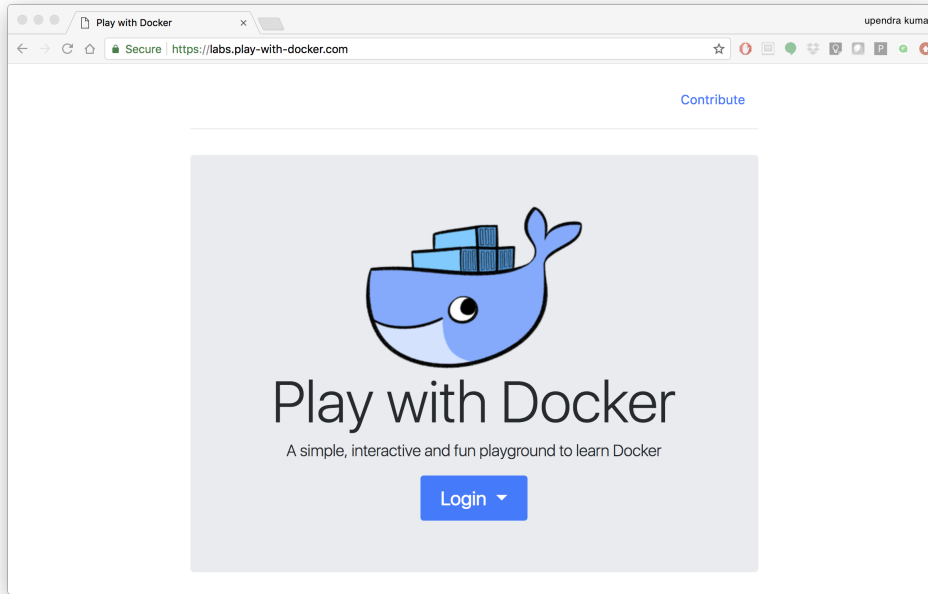 Play with Docker
upendra kuma
Secure
https://labs.play-with-docker.com
P
Contribute
Play with Docker
A simple, interactive and fun playground to learn Docker
Login